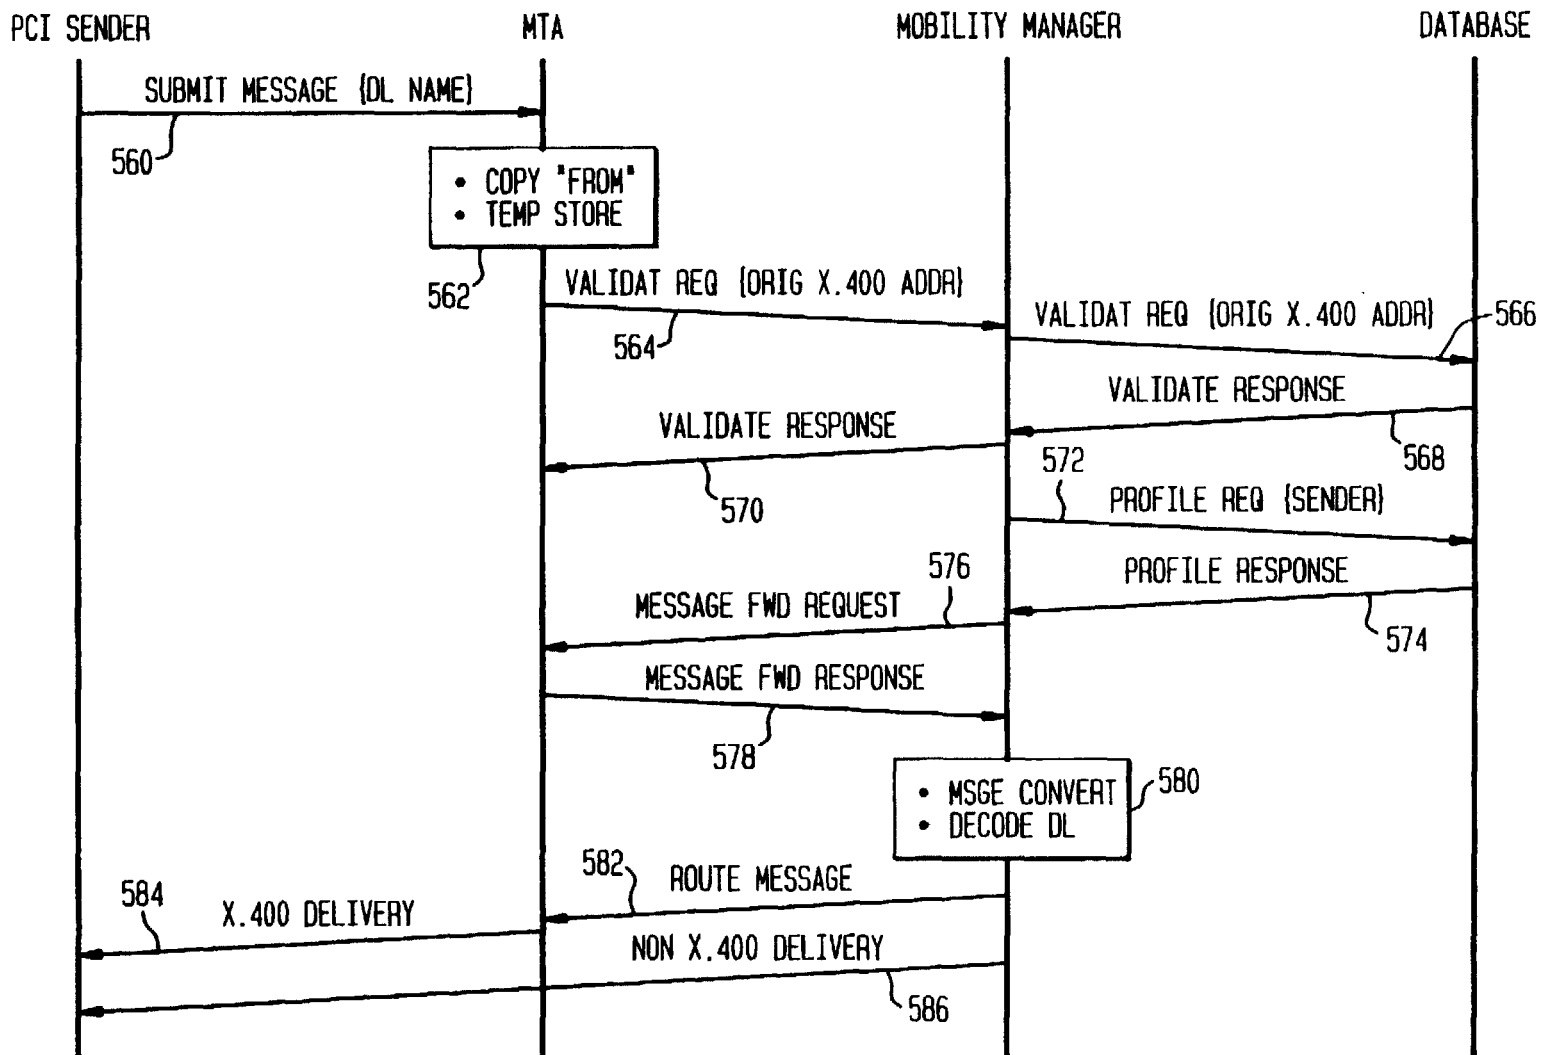 PCI SENDER
MTA
MOBILITY MANAGER
DATABASE
SUBMIT MESSAGE {DL NAME}
560
• COPY "FROM"
• TEMP STORE
562
VALIDAT REQ {ORIG X.400 ADDR}
564
VALIDAT REQ {ORIG X.400 ADDR}
566
VALIDATE RESPONSE
568
VALIDATE RESPONSE
570
572
PROFILE REQ {SENDER}
PROFILE RESPONSE
574
576
MESSAGE FWD REQUEST
MESSAGE FWD RESPONSE
578
• MSGE CONVERT
• DECODE DL
580
582
ROUTE MESSAGE
584
X.400 DELIVERY
NON X.400 DELIVERY
586